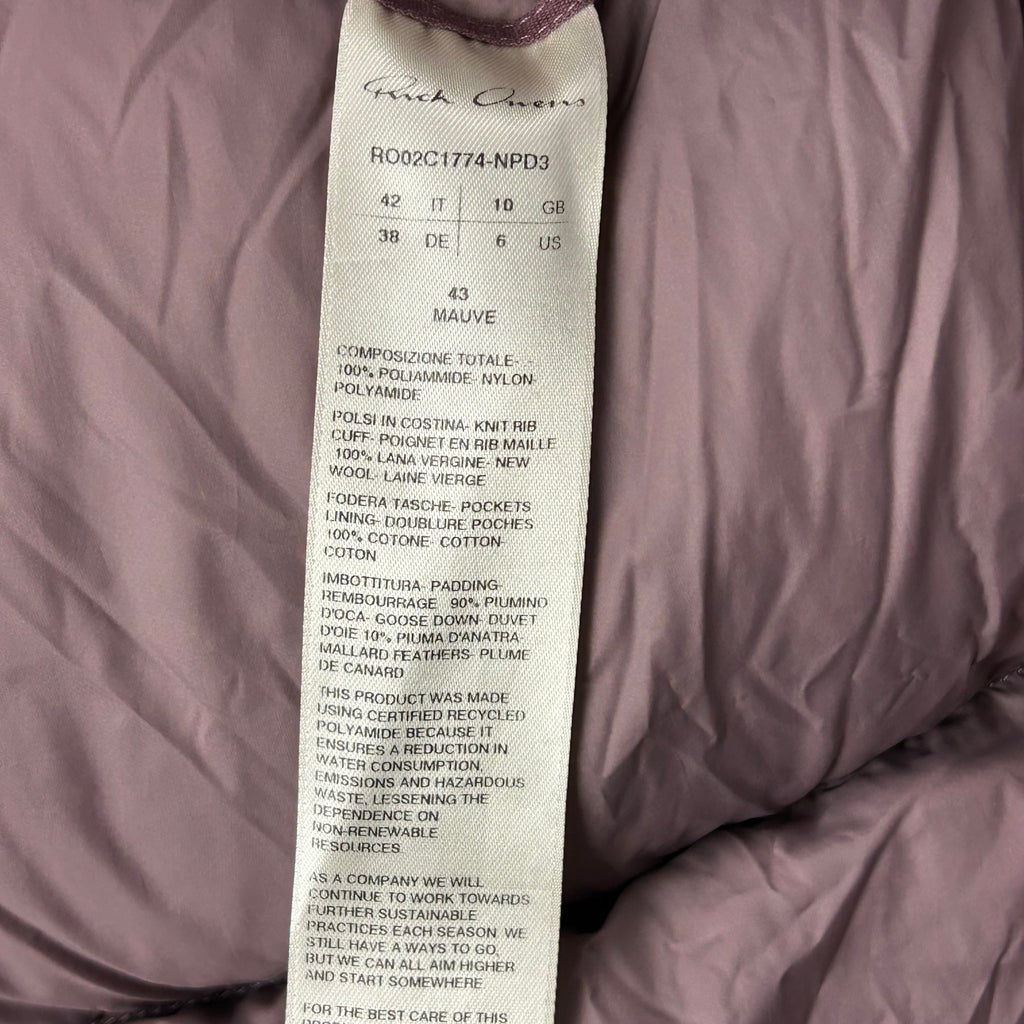 Rick Owens
RO02C1774-NPD3
42 IT 10 GB
38 DE 6 US
43
MAUVE
COMPOSIZIONE TOTALE- -
100% POLIAMMIDE- NYLON-
POLYAMIDE
POLSI IN COSTINA- KNIT RIB
CUFF- POIGNET EN RIB MAILLE
100% LANA VERGINE- NEW
WOOL- LAINE VIERGE
FODERA TASCHE- POCKETS
LINING- DOUBLURE POCHES
100% COTONE- COTTON-
COTON
IMBOTTITURA- PADDING-
REMBOURRAGE 90% PIUMINO
D'OCA- GOOSE DOWN- DUVET
D'OIE 10% PIUMA D'ANATRA
MALLARD FEATHERS- PLUME
DE CANARD
THIS PRODUCT WAS MADE
USING CERTIFIED RECYCLED
POLYAMIDE BECAUSE IT
ENSURES A REDUCTION IN
WATER CONSUMPTION,
EMISSIONS AND HAZARDOUS
WASTE, LESSENING THE
DEPENDENCE ON
NON-RENEWABLE
RESOURCES
AS A COMPANY WE WILL
CONTINUE TO WORK TOWARDS
FURTHER SUSTAINABLE
PRACTICES EACH SEASON. WE
STILL HAVE A WAYS TO GO,
BUT WE CAN ALL AIM HIGHER
AND START SOMEWHERE
FOR THE BEST CARE OF THIS